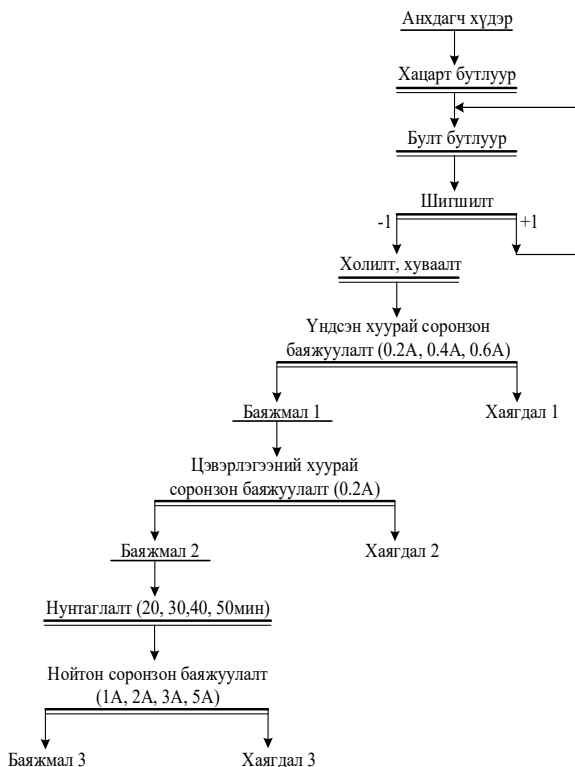 Анхдагч хүдэр
Хацарт бутлуур
Булт бутлуур
Шигшилт
-1
+1
Холилт, хуваалт
Үндсэн хуурай соронзон
баяжуулалт (0.2А, 0.4А, 0.6А)
Баяжмал 1
Хаягдал 1
Цэвэрлэгээний хуурай
соронзон баяжуулалт (0.2А)
Баяжмал 2
Хаягдал 2
Нунтаглалт (20, 30,40, 50мин)
Нойтон соронзон баяжуулалт
(1А, 2А, 3А, 5А)
Баяжмал 3
Хаягдал 3